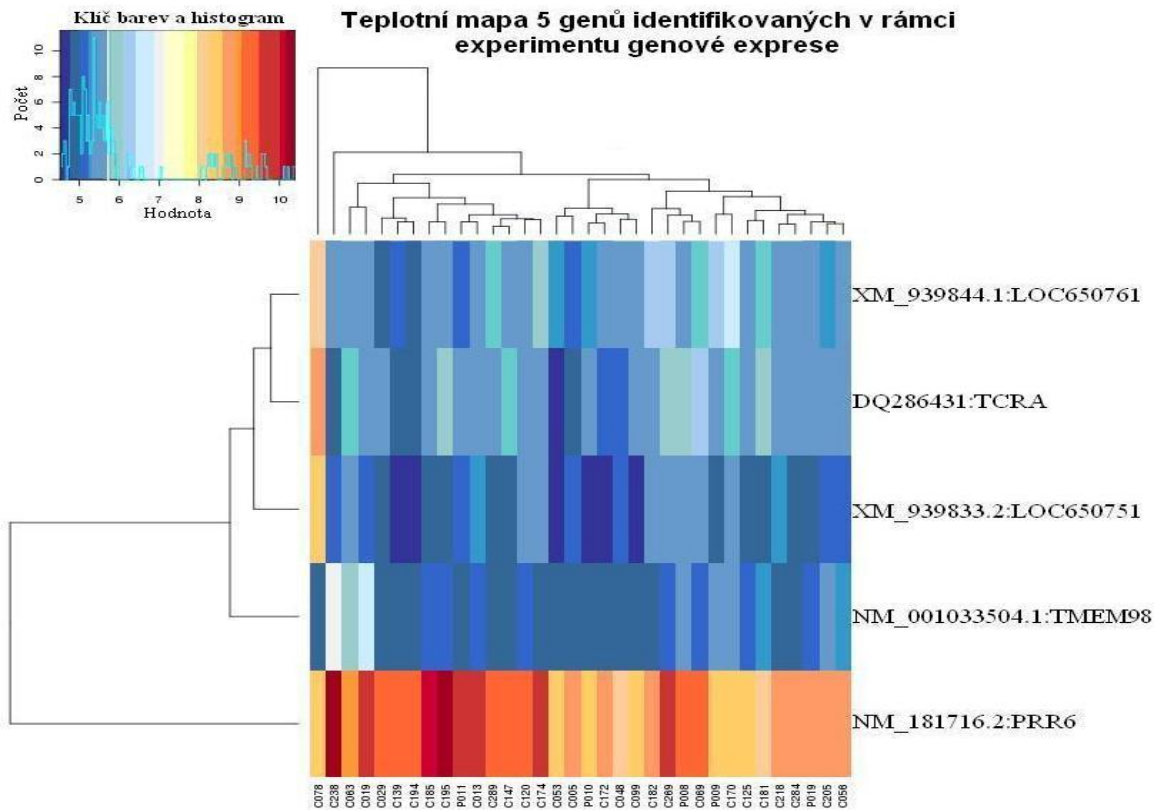 Klíč barev a histogram
Počet
0 2 4 6 8 10
5 6 7 8 9 10
Hodnota
Teplotní mapa 5 genů identifikovaných v rámci
experimentu genové exprese
XM_939844.1:LOC650761
DQ286431:TCRA
XM_939833.2:LOC650751
NM_001033504.1:TMEM98
NM_181716.2:PRR6
C078 C238 C063 C019 C029 C139 C194 C185 C195 P011 C013 C289 C147 C120 C174 C053 C005 P010 C172 C048 C099 C182 C269 P008 C069 P009 C170 C125 C181 C218 C284 P019 C205 C056